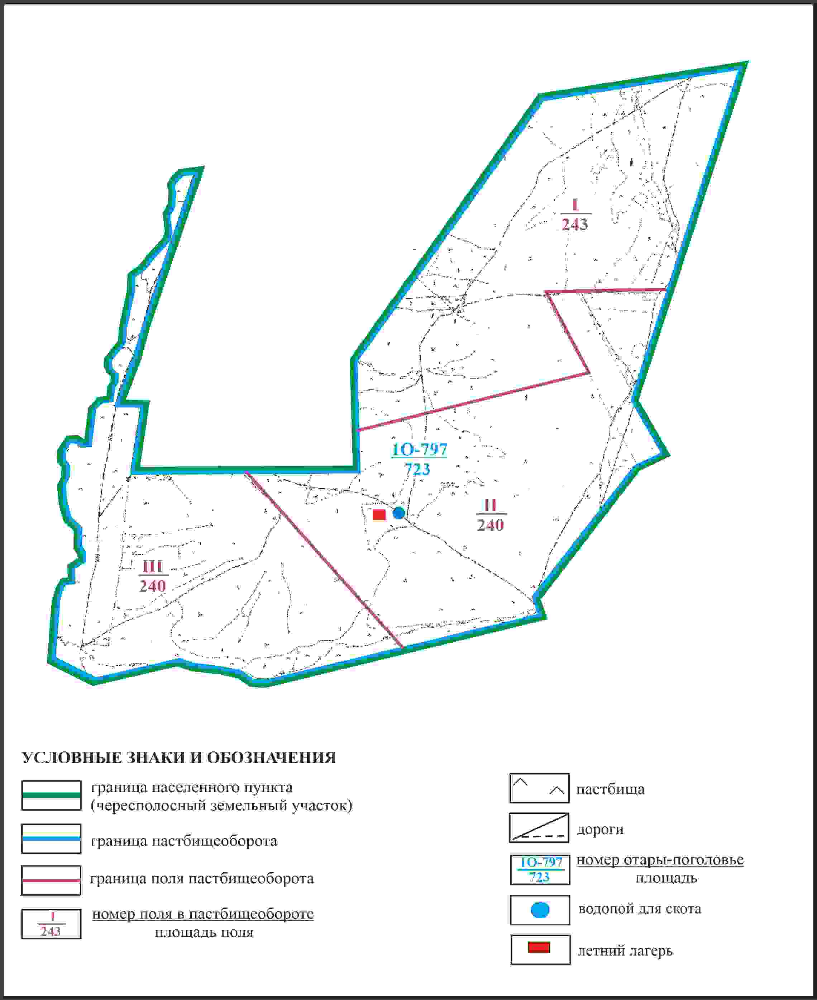 I
243
1О-797
723
II
240
III
240
УСЛОВНЫЕ ЗНАКИ И ОБОЗНАЧЕНИЯ
граница населенного пункта
(чересполосный земельный участок)
граница пастбищеоборота
граница поля пастбищеоборота
I
243
номер поля в пастбищеобороте
площадь поля
пастбища
дороги
1О-797
723
номер отары-поголовье
площадь
водопой для скота
летний лагерь